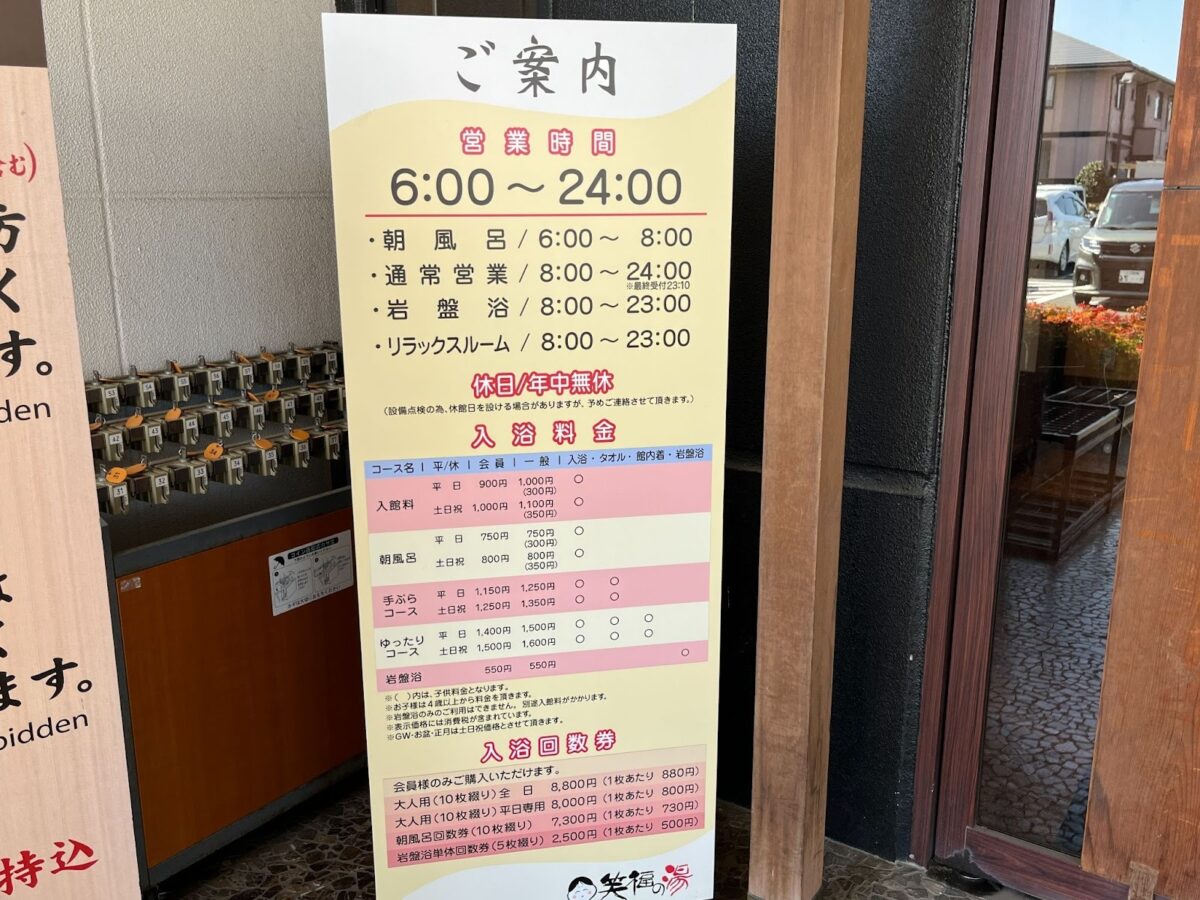 ご案内
営業時間
6:00～24:00
・朝風呂/6:00～8:00
・通常営業/8:00～24:00
※最終受付23:10
・岩盤浴/8:00～23:00
・リラックスルーム/8:00～23:00
休日/年中無休
(設備点検の為、休館日を設ける場合がありますが、予めご連絡させて頂きます。)
入浴料金
コース名|平/休|会員|一般|入浴・タオル・館内着・岩盤浴
入館料
平日 900円 1,000円 ○
(300円)
土日祝 1,000円 1,100円 ○
(350円)
朝風呂
平日 750円 750円 ○
(300円)
土日祝 800円 800円 ○
(350円)
手ぶらコース
平日 1,150円 1,250円 ○ ○
土日祝 1,250円 1,350円 ○ ○
ゆったりコース
平日 1,400円 1,500円 ○ ○ ○
土日祝 1,500円 1,600円 ○ ○ ○
岩盤浴 550円 550円 ○
※( )内は、子供料金となります。
※お子様は4歳以上から料金を頂きます。
※岩盤浴のみのご利用はできません。別途入館料がかかります。
※表示価格には消費税が含まれています。
※GW・お盆・正月は土日祝価格とさせて頂きます。
入浴回数券
会員様のみご購入いただけます。
大人用(10枚綴り)全日 8,800円(1枚あたり 880円)
大人用(10枚綴り)平日専用 8,000円(1枚あたり 800円)
朝風呂回数券(10枚綴り) 7,300円(1枚あたり 730円)
岩盤浴単体回数券(5枚綴り) 2,500円(1枚あたり 500円)
笑福の湯
む)
方
く
す。
dden
く
ます。
bidden
持込